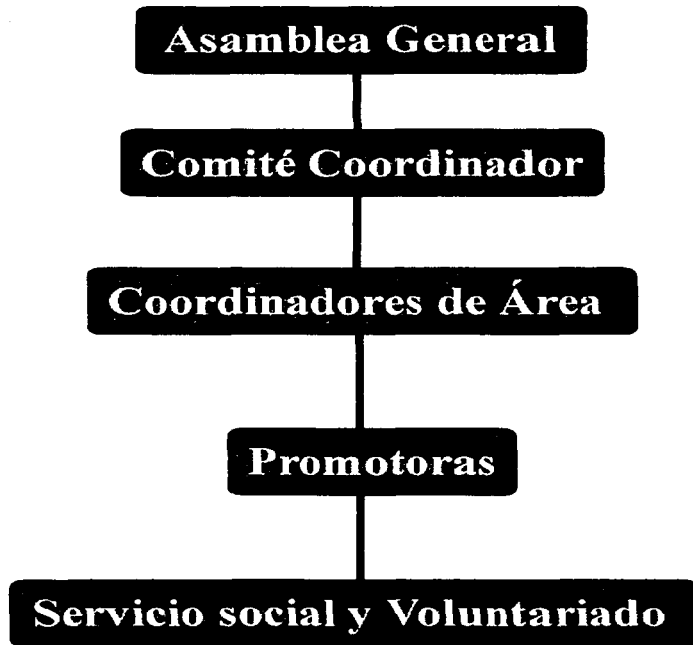 Asamblea General
Comité Coordinador
Coordinadores de Área
Promotoras
Servicio social y Voluntariado